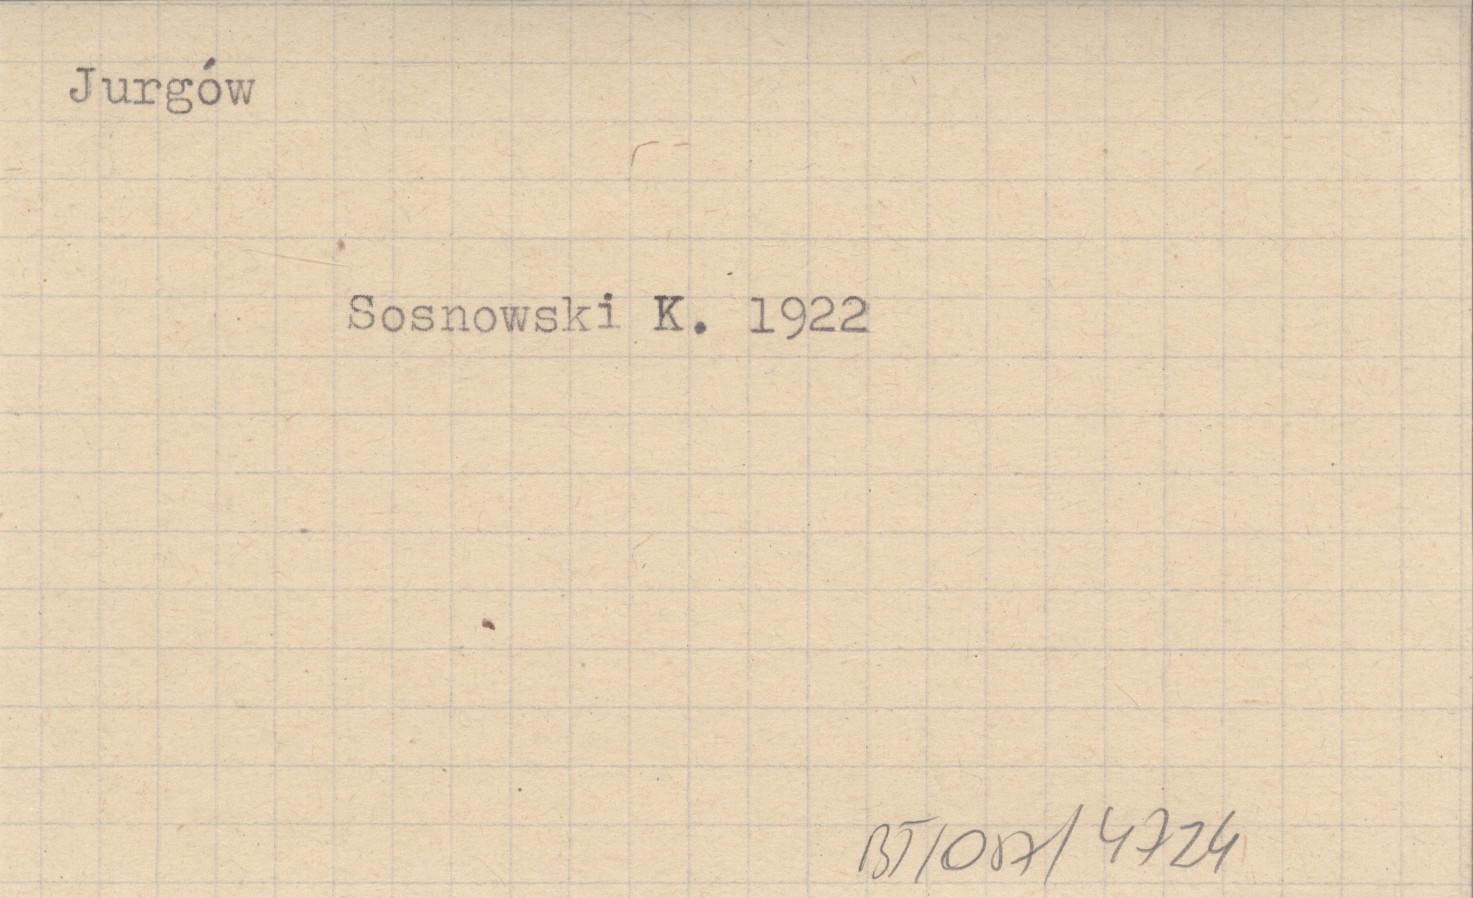 Jurgów
Sosnowski K. 1922
BT/087/4724